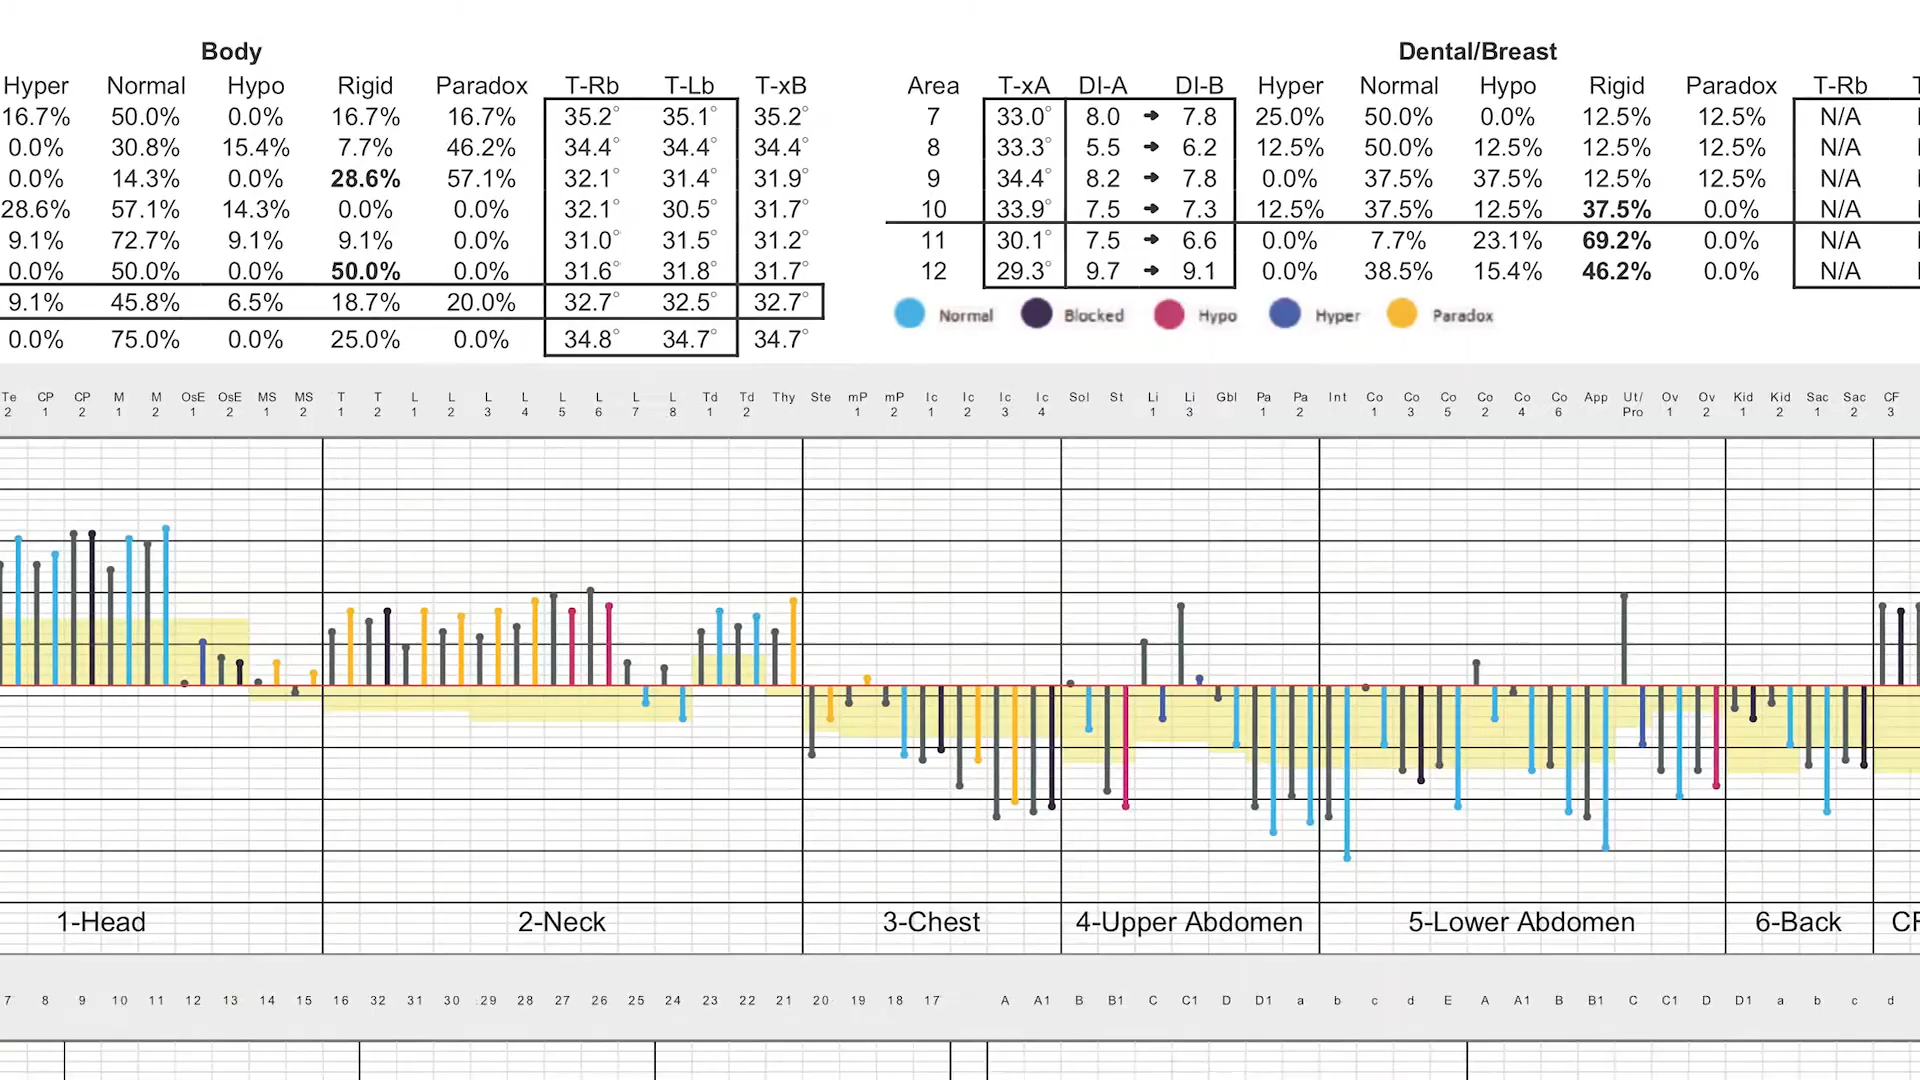 Body Dental/Breast
Hyper Normal Hypo Rigid Paradox T-Rb T-Lb T-xB Area T-xA DI-A DI-B Hyper Normal Hypo Rigid Paradox T-Rb
16.7% 50.0% 0.0% 16.7% 16.7% 35.2° 35.1° 35.2° 7 33.0° 8.0 ➔ 7.8 25.0% 50.0% 0.0% 12.5% 12.5% N/A
0.0% 30.8% 15.4% 7.7% 46.2% 34.4° 34.4° 34.4° 8 33.3° 5.5 ➔ 6.2 12.5% 50.0% 12.5% 12.5% 12.5% N/A
0.0% 14.3% 0.0% 28.6% 57.1% 32.1° 31.4° 31.9° 9 34.4° 8.2 ➔ 7.8 0.0% 37.5% 37.5% 12.5% 12.5% N/A
28.6% 57.1% 14.3% 0.0% 0.0% 32.1° 30.5° 31.7° 10 33.9° 7.5 ➔ 7.3 12.5% 37.5% 12.5% 37.5% 0.0% N/A
9.1% 72.7% 9.1% 9.1% 0.0% 31.0° 31.5° 31.2° 11 30.1° 7.5 ➔ 6.6 0.0% 7.7% 23.1% 69.2% 0.0% N/A
0.0% 50.0% 0.0% 50.0% 0.0% 31.6° 31.8° 31.7° 12 29.3° 9.7 ➔ 9.1 0.0% 38.5% 15.4% 46.2% 0.0% N/A
9.1% 45.8% 6.5% 18.7% 20.0% 32.7° 32.5° 32.7°
Normal Blocked Hypo Hyper Paradox
0.0% 75.0% 0.0% 25.0% 0.0% 34.8° 34.7° 34.7°
Te CP CP M M OsE OsE MS MS T T L L L L L L L L Td Td Thy Ste mP mP Ic Ic Ic Ic Sol St Li Li Gbl Pa Pa Int Co Co Co Co Co Co App Ut/ Ov Ov Kid Kid Sac Sac CF
2 1 2 1 2 1 2 1 2 1 2 1 2 3 4 5 6 7 8 1 2 1 2 1 2 3 4 1 3 1 2 1 3 5 2 4 6 Pro 1 2 1 2 1 2 3
1-Head 2-Neck 3-Chest 4-Upper Abdomen 5-Lower Abdomen 6-Back
7 8 9 10 11 12 13 14 15 16 32 31 30 29 28 27 26 25 24 23 22 21 20 19 18 17 A A1 B B1 C C1 D D1 a b c d E A A1 B B1 C C1 D D1 a b c d